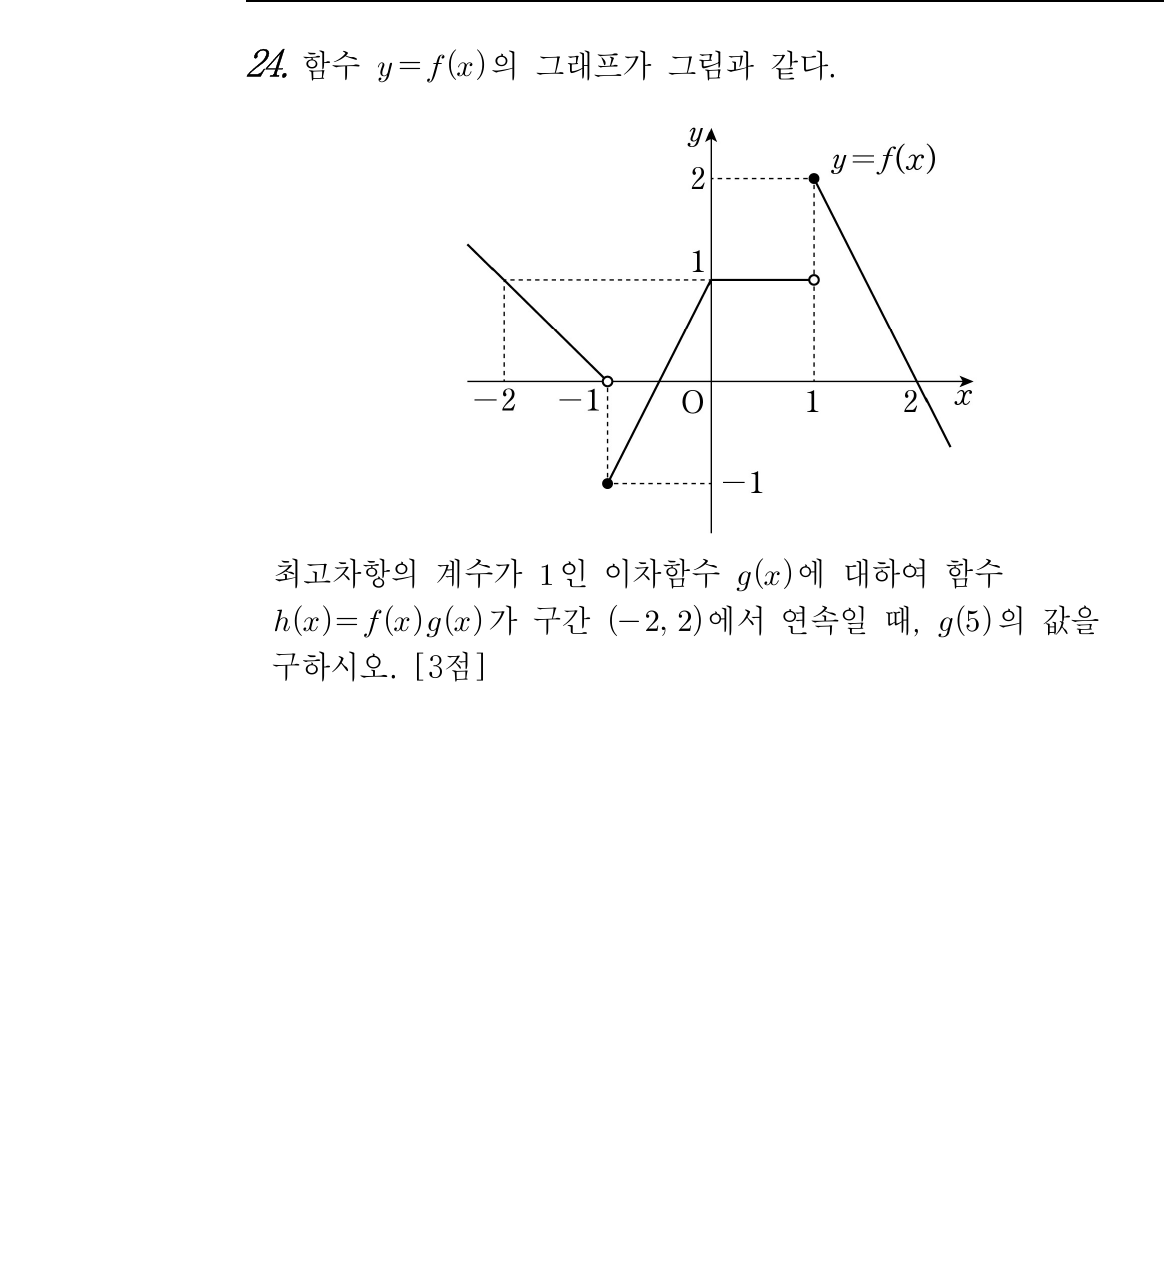 24. 함수 y=f(x)의 그래프가 그림과 같다.
y
y=f(x)
2
1
-2 -1 O 1 2 x
-1
최고차항의 계수가 1인 이차함수 g(x)에 대하여 함수
h(x)=f(x)g(x)가 구간 (-2, 2)에서 연속일 때, g(5)의 값을
구하시오. [3점]